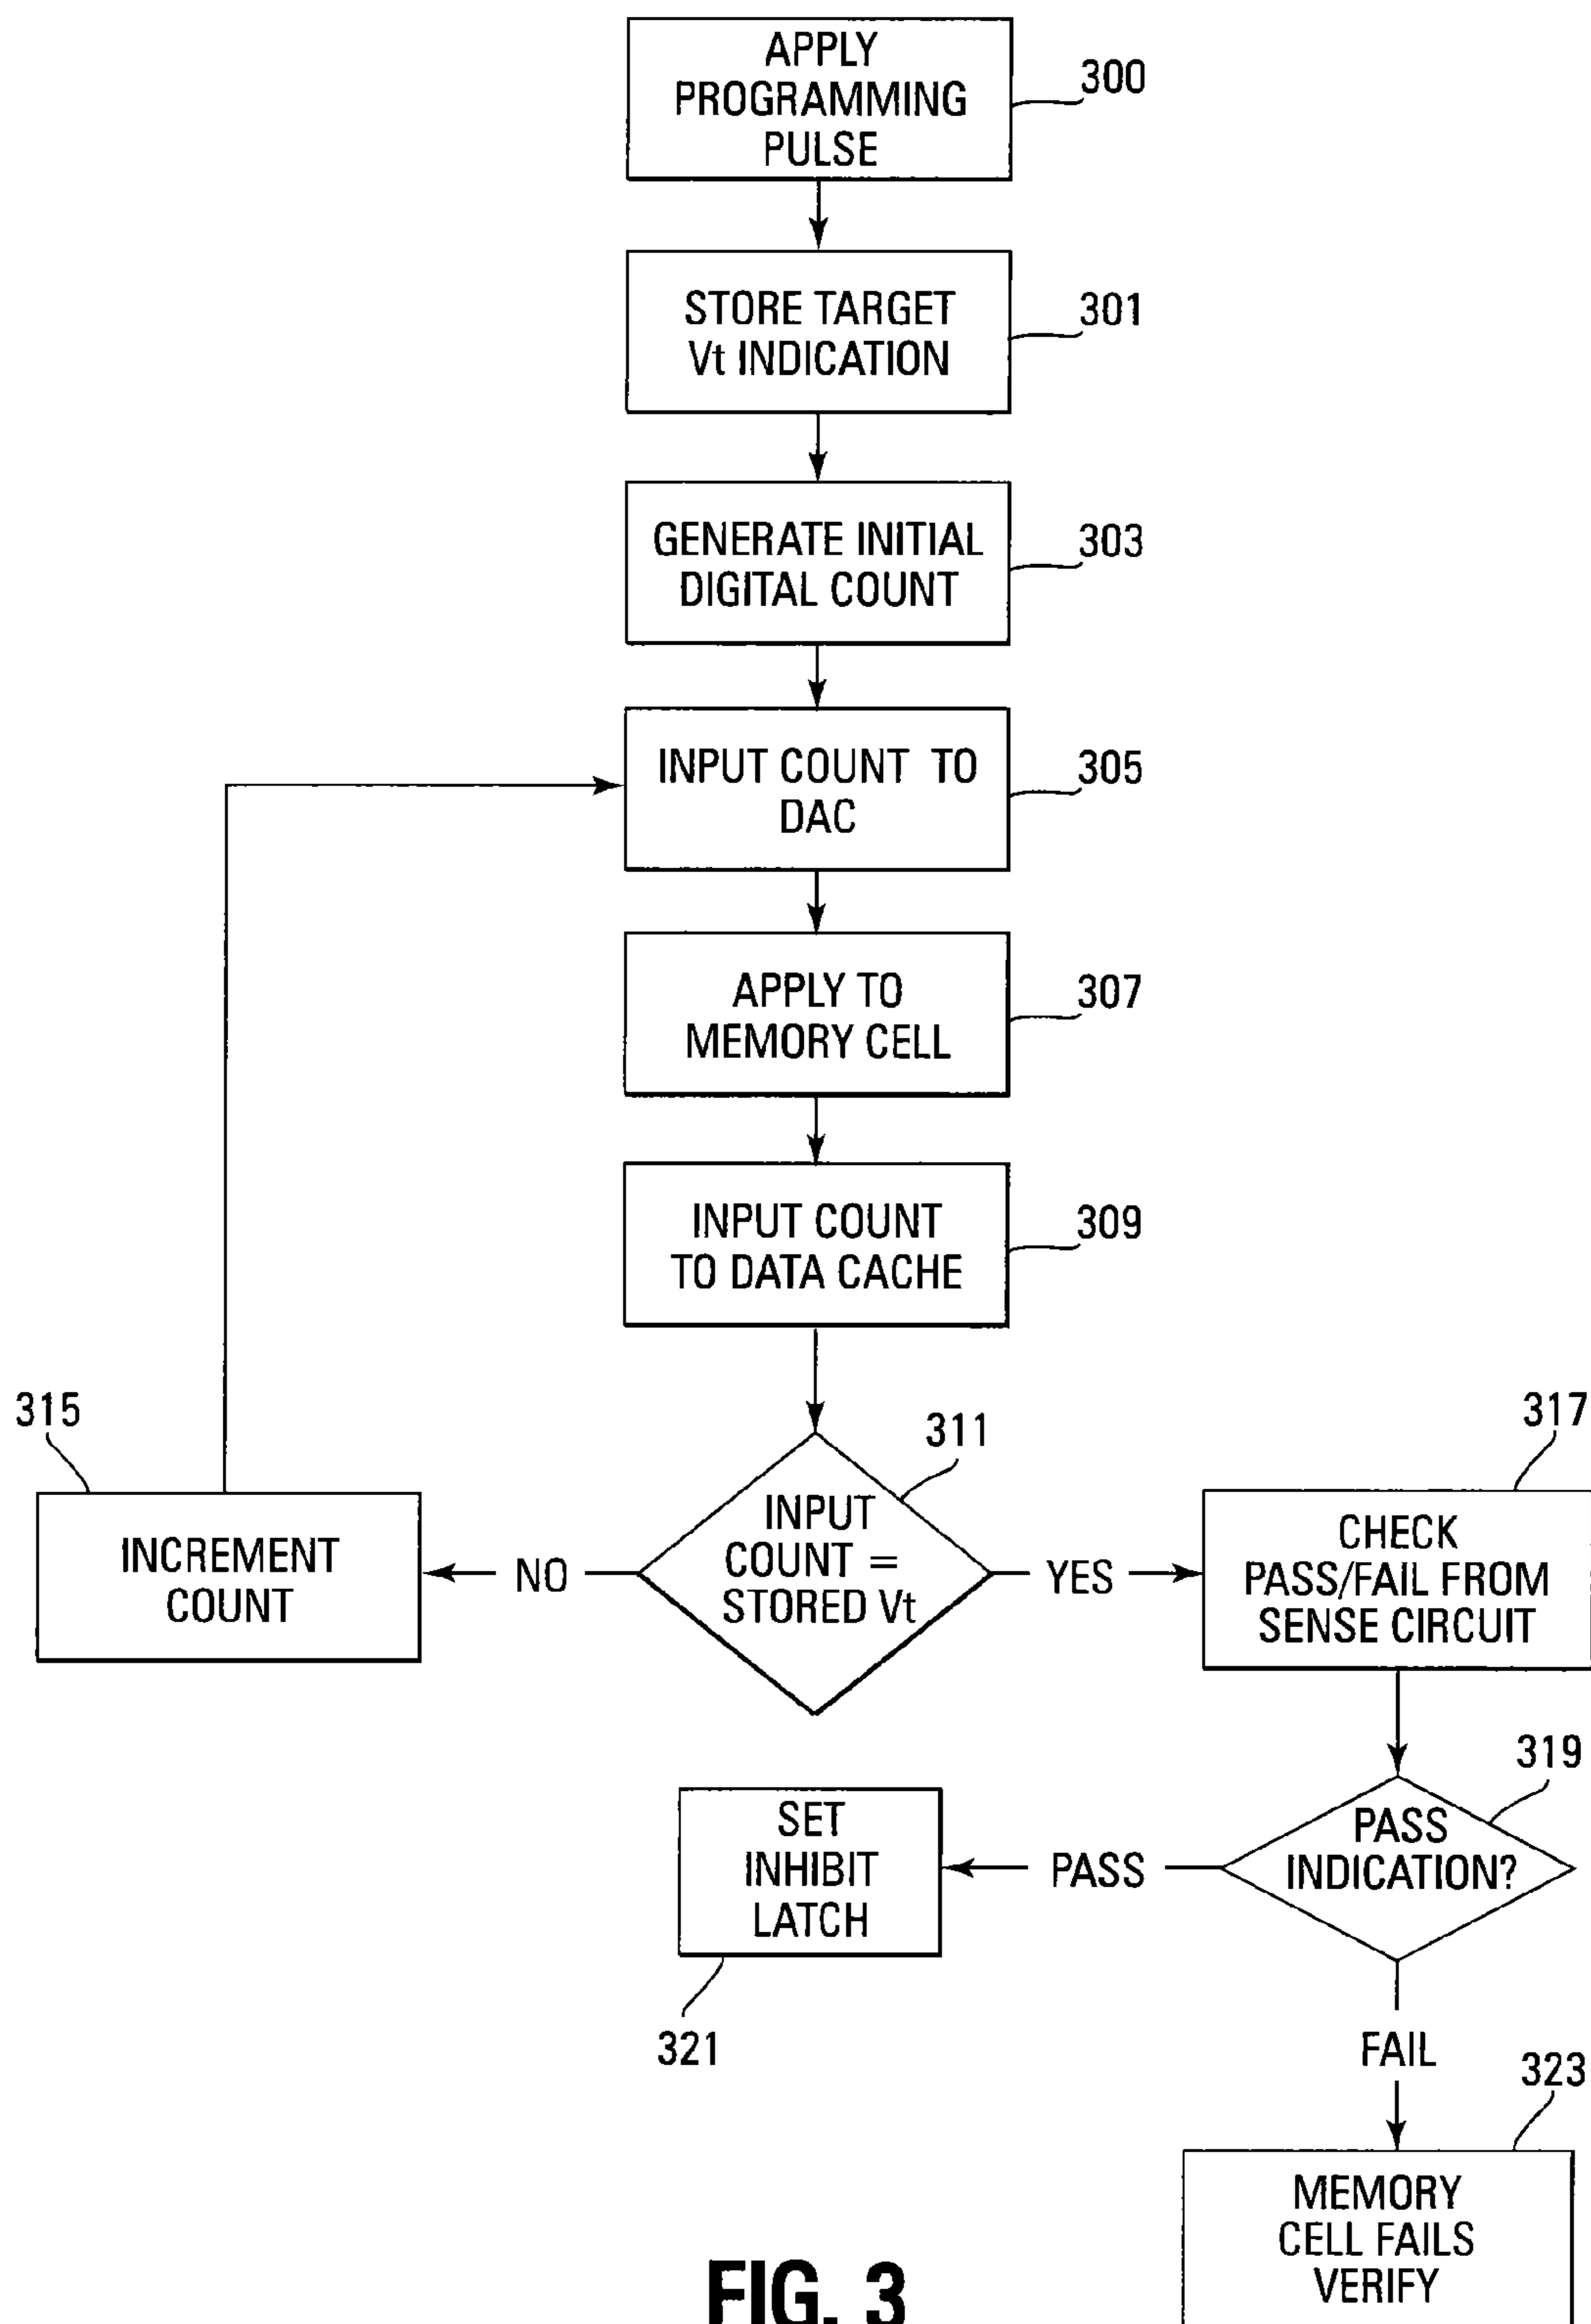 APPLY
PROGRAMMING
PULSE
300
STORE TARGET
Vt INDICATION
301
GENERATE INITIAL
DIGITAL COUNT
303
INPUT COUNT TO
DAC
305
APPLY TO
MEMORY CELL
307
INPUT COUNT
TO DATA CACHE
309
315
INCREMENT
COUNT
NO
311
INPUT
COUNT =
STORED Vt
YES
317
CHECK
PASS/FAIL FROM
SENSE CIRCUIT
319
PASS
INDICATION?
PASS
SET
INHIBIT
LATCH
321
FAIL
323
MEMORY
CELL FAILS
VERIFY
FIG. 3